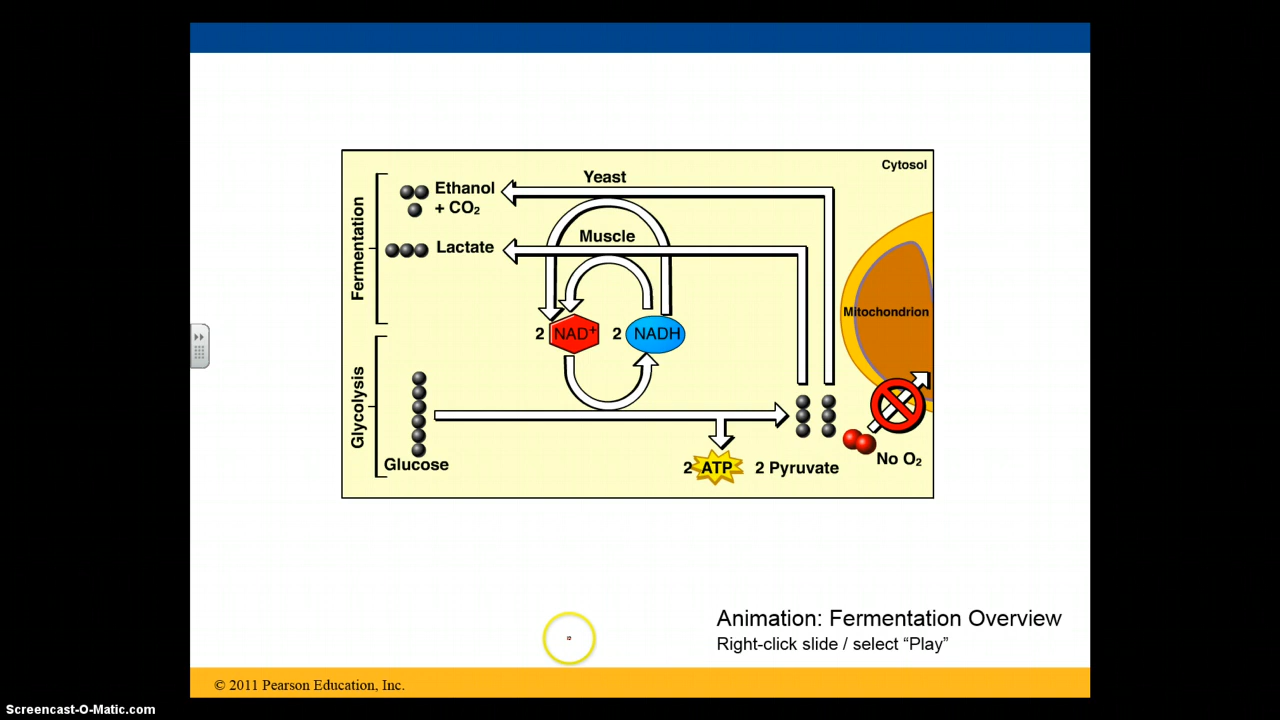 Cytosol
Yeast
Ethanol
+ CO₂
Muscle
Lactate
Fermentation
Mitochondrion
2 NAD⁺ 2 NADH
Glycolysis
Glucose
2 ATP 2 Pyruvate
No O₂
Animation: Fermentation Overview
Right-click slide / select “Play”
© 2011 Pearson Education, Inc.
Screencast-O-Matic.com